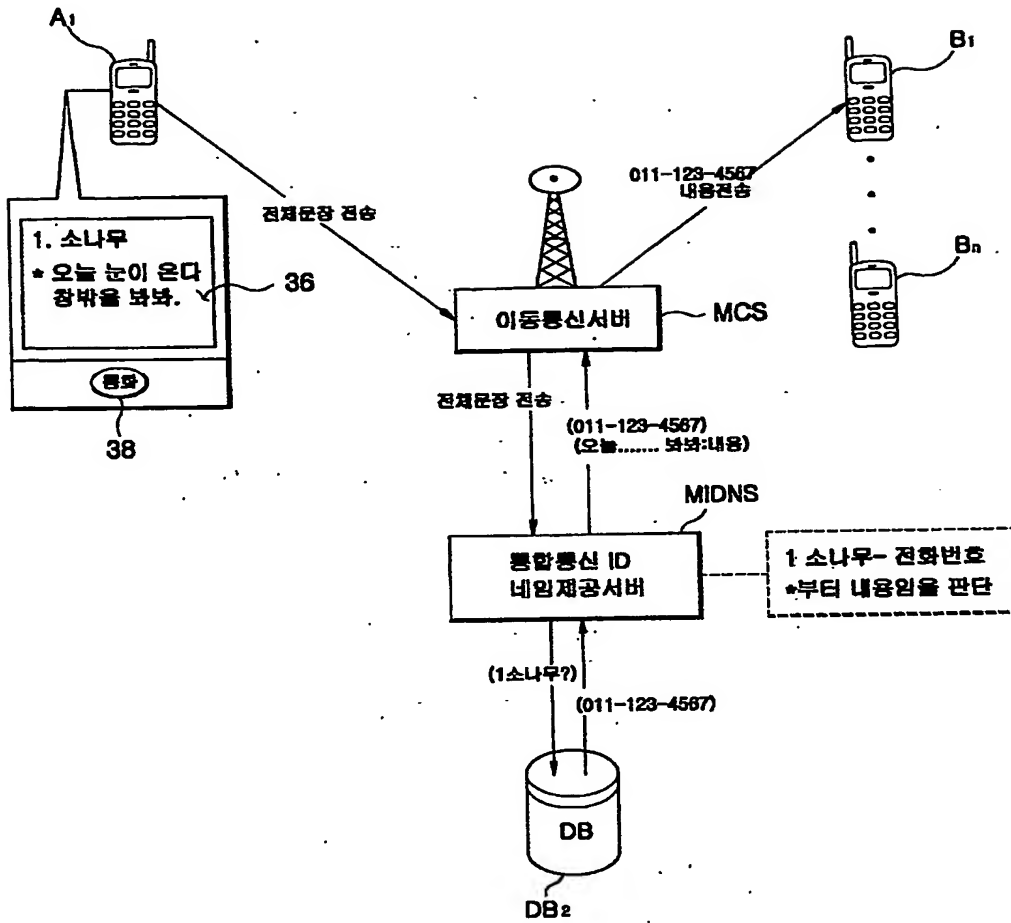 A1
B1
011-123-4567
내용전송
전체문장 전송
1. 소나무
* 오늘 눈이 온다
창밖을 봐봐.
36
Bn
이동통신서버
MCS
통화
38
전체문장 전송
(011-123-4567)
(오늘....... 봐봐:내용)
MIDNS
통합통신 ID
네임제공서버
1 소나무- 전화번호
*부터 내용임을 판단
(1소나무?)
(011-123-4567)
DB
DB2